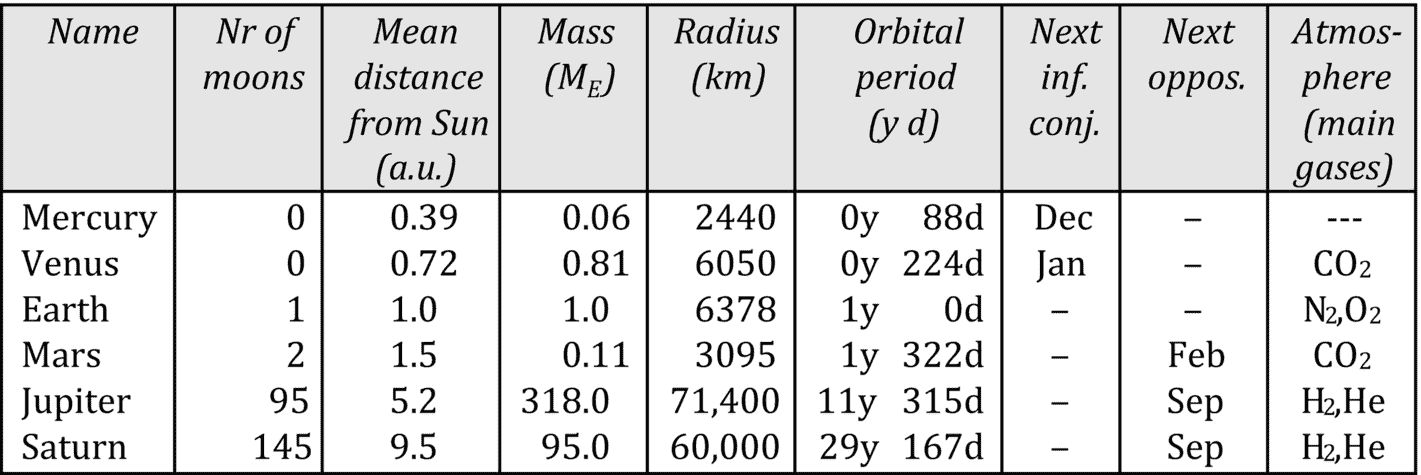 Name Nr of Mean Mass Radius Orbital Next Next Atmos-
moons distance (M_E) (km) period inf. oppos. phere
from Sun (y d) conj. (main
(a.u.) gases)
Mercury 0 0.39 0.06 2440 0y 88d Dec – ---
Venus 0 0.72 0.81 6050 0y 224d Jan – CO₂
Earth 1 1.0 1.0 6378 1y 0d – – N₂,O₂
Mars 2 1.5 0.11 3095 1y 322d – Feb CO₂
Jupiter 95 5.2 318.0 71,400 11y 315d – Sep H₂,He
Saturn 145 9.5 95.0 60,000 29y 167d – Sep H₂,He